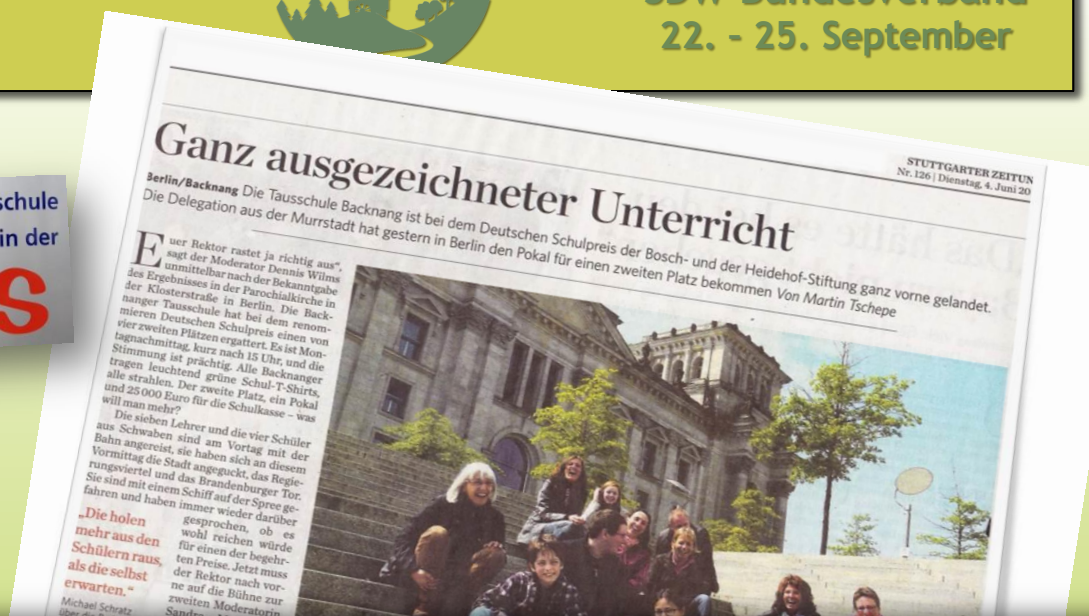 22. - 25. September
schule
in der
s
STUTTGARTER ZEITUN
Nr. 126 | Dienstag, 4. Juni 20
Ganz ausgezeichneter Unterricht
Berlin/Backnang Die Tausschule Backnang ist bei dem Deutschen Schulpreis der Bosch- und der Heidehof-Stiftung ganz vorne gelandet.
Die Delegation aus der Murrstadt hat gestern in Berlin den Pokal für einen zweiten Platz bekommen Von Martin Tschepe
Euer Rektor rastet ja richtig aus“,
sagt der Moderator Dennis Wilms
unmittelbar nach der Bekanntgabe
des Ergebnisses in der Parochialkirche in
der Klosterstraße in Berlin. Die Back-
nanger Tausschule hat bei dem renom-
mieren Deutschen Schulpreis einen von
vier zweiten Plätzen ergattert. Es ist Mon-
tagnachmittag, kurz nach 15 Uhr, und die
Stimmung ist prächtig. Alle Backnanger
tragen leuchtend grüne Schul-T-Shirts,
alle strahlen. Der zweite Platz, ein Pokal
und 25 000 Euro für die Schulkasse – was
will man mehr?
Die sieben Lehrer und die vier Schüler
aus Schwaben sind am Vortag mit der
Bahn angereist, sie haben sich an diesem
Vormittag die Stadt angeguckt, das Regie-
rungsviertel und das Brandenburger Tor.
Sie sind mit einem Schiff auf der Spree ge-
fahren und haben immer wieder darüber
gesprochen, ob es
wohl reichen würde
für einen der begehr-
ten Preise. Jetzt muss
der Rektor nach vor-
ne auf die Bühne zur
zweiten Moderatorin
„Die holen
mehr aus den
Schülern raus,
als die selbst
erwarten.“
Michael Schratz